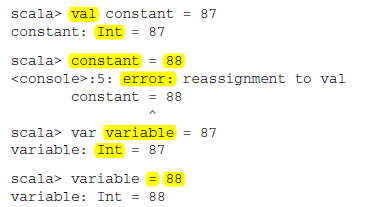 scala> val constant = 87
constant: Int = 87
scala> constant = 88
<console>:5: error: reassignment to val
constant = 88
^
scala> var variable = 87
variable: Int = 87
scala> variable = 88
variable: Int = 88